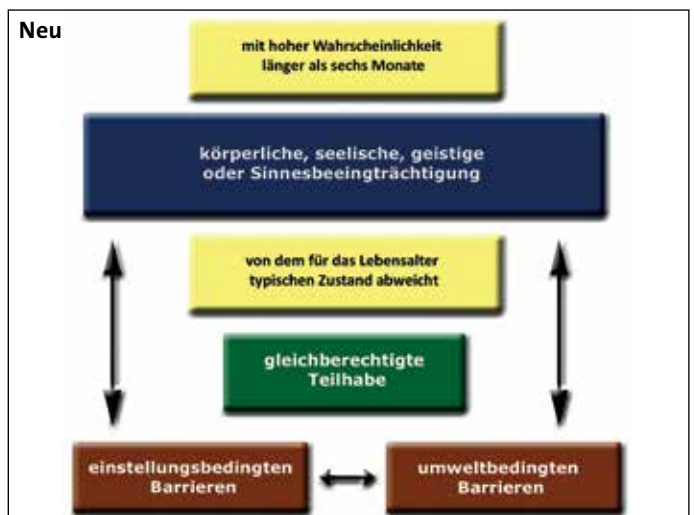 Neu
mit hoher Wahrscheinlichkeit
länger als sechs Monate
körperliche, seelische, geistige
oder Sinnesbeeingträchtigung
von dem für das Lebensalter
typischen Zustand abweicht
gleichberechtigte
Teilhabe
einstellungsbedingten
Barrieren
umweltbedingten
Barrieren